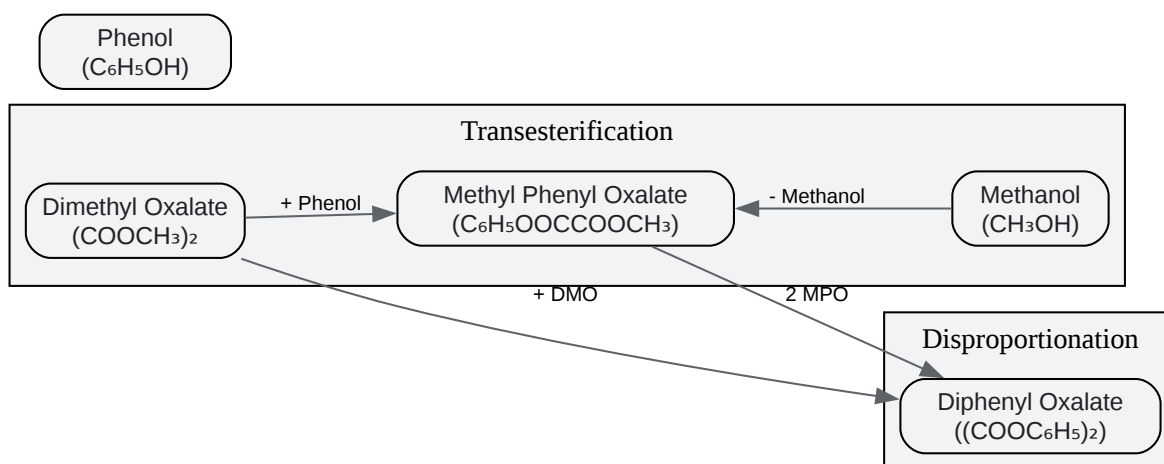 Phenol
(C₆H₅OH)
Transesterification
Dimethyl Oxalate
(COOCH₃)₂
+ Phenol
Methyl Phenyl Oxalate
(C₆H₅OOCCOOCH₃)
- Methanol
Methanol
(CH₃OH)
+ DMO
2 MPO
Disproportionation
Diphenyl Oxalate
((COOC₆H₅)₂)